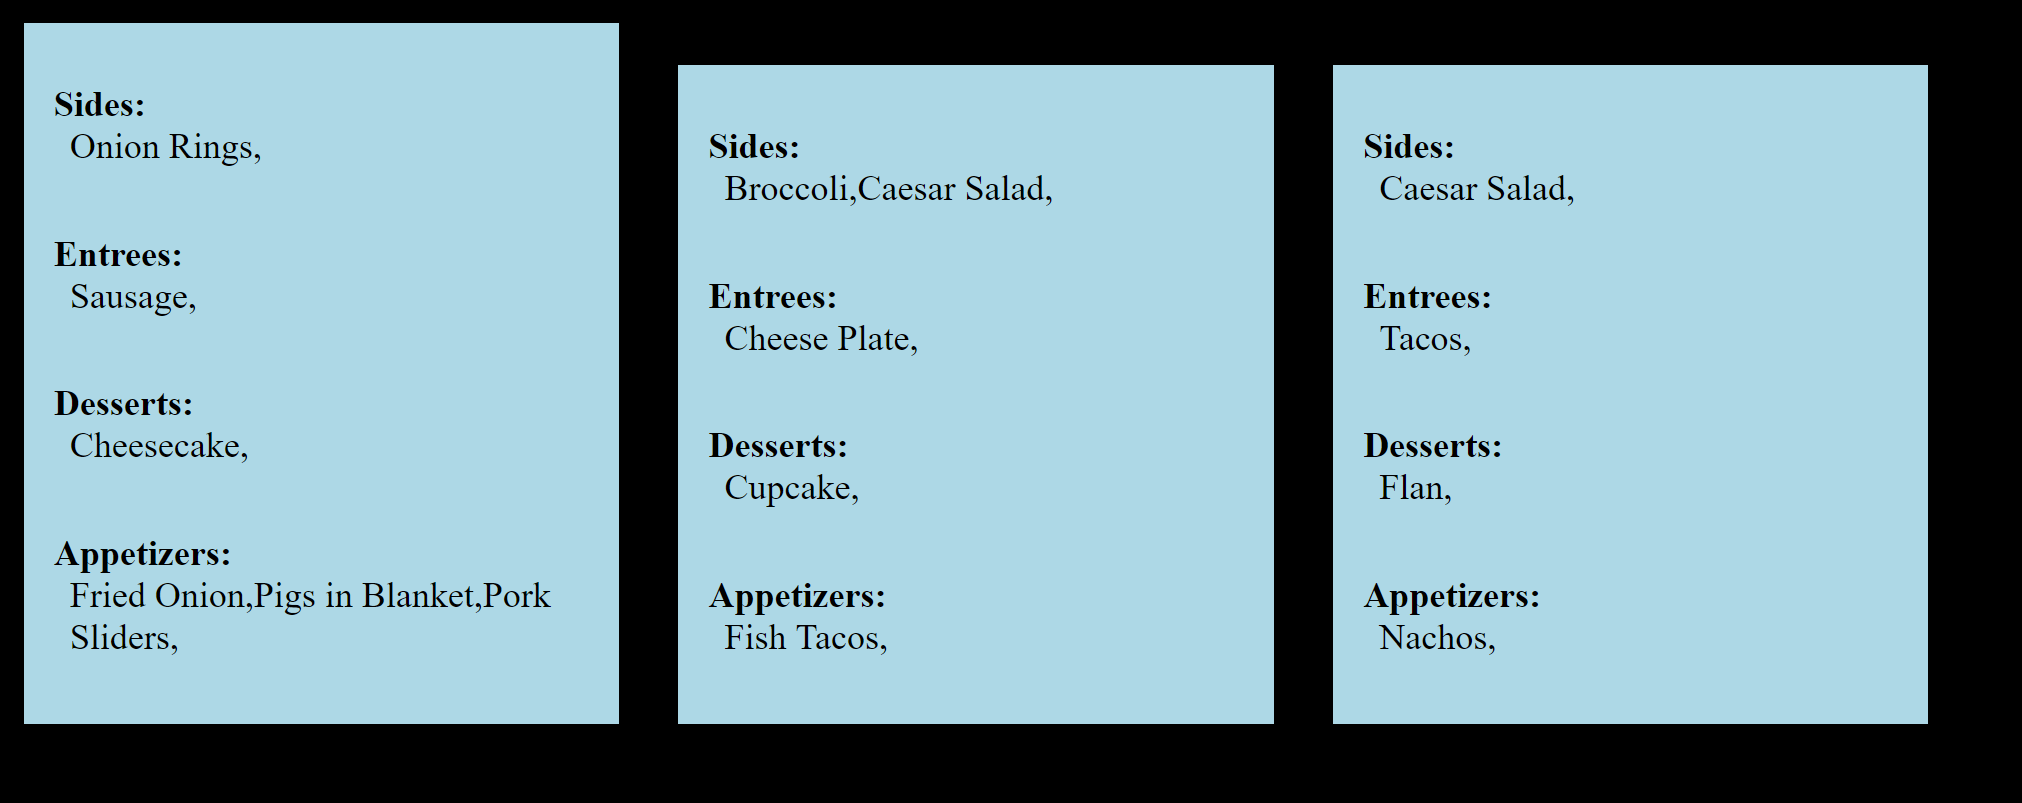 Sides:
Onion Rings,
Entrees:
Sausage,
Desserts:
Cheesecake,
Appetizers:
Fried Onion,Pigs in Blanket,Pork
Sliders,
Sides:
Broccoli,Caesar Salad,
Entrees:
Cheese Plate,
Desserts:
Cupcake,
Appetizers:
Fish Tacos,
Sides:
Caesar Salad,
Entrees:
Tacos,
Desserts:
Flan,
Appetizers:
Nachos,